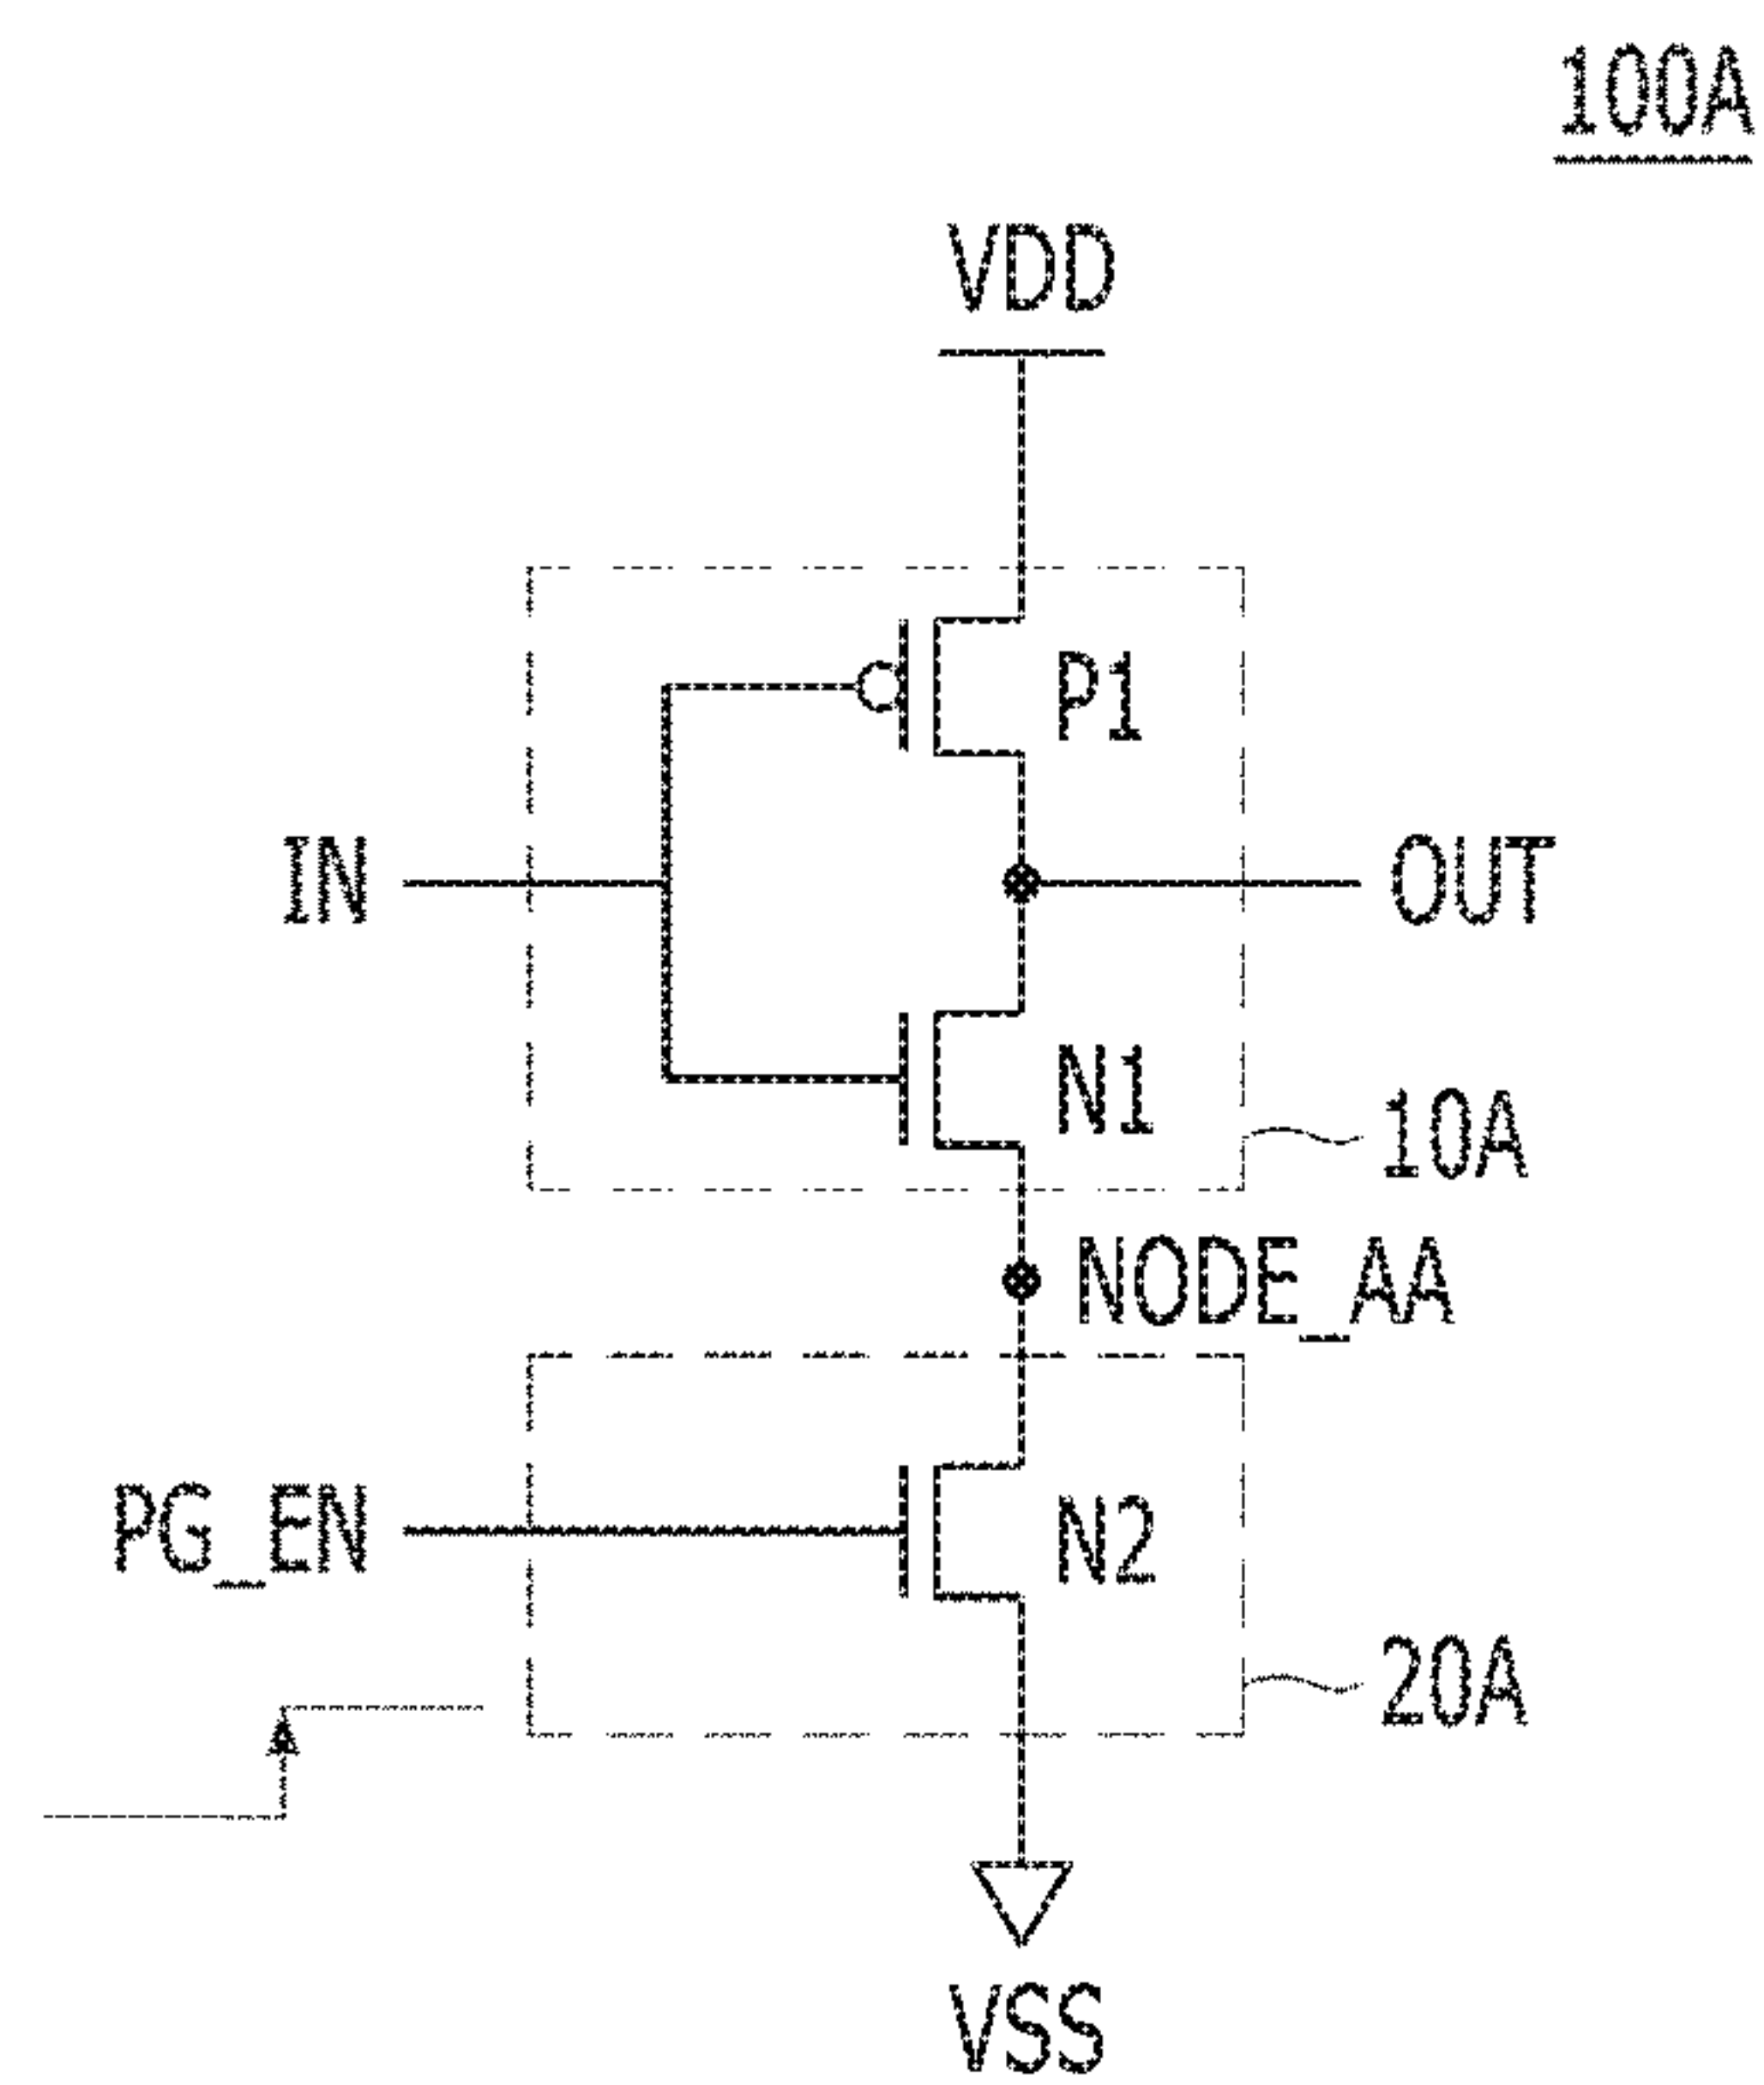 100A
VDD
P1
IN
OUT
N1
10A
NODE_AA
PG_EN
N2
20A
VSS